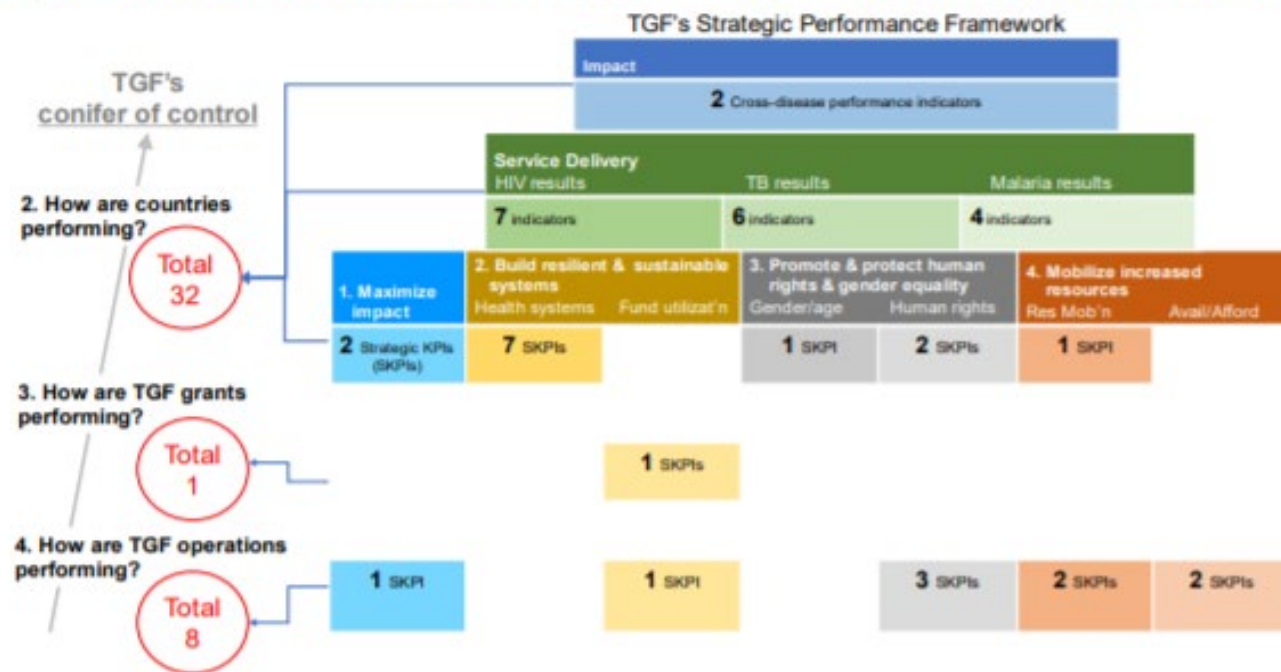 TGF's Strategic Performance Framework
TGF's
conifer of control
Impact
2 Cross-disease performance indicators
Service Delivery
HIV results TB results Malaria results
7 indicators 6 indicators 4 indicators
2. How are countries
performing?
Total
32
1. Maximize
impact
2. Build resilient & sustainable
systems
Health systems Fund utilizat'n
3. Promote & protect human
rights & gender equality
Gender/age Human rights
4. Mobilize increased
resources
Res Mob'n Avail/Afford
2 Strategic KPIs
(SKPIs)
7 SKPIs
1 SKPI
2 SKPIs
1 SKPI
3. How are TGF grants
performing?
Total
1
1 SKPIs
4. How are TGF operations
performing?
Total
8
1 SKPI
1 SKPI
3 SKPIs
2 SKPIs
2 SKPIs